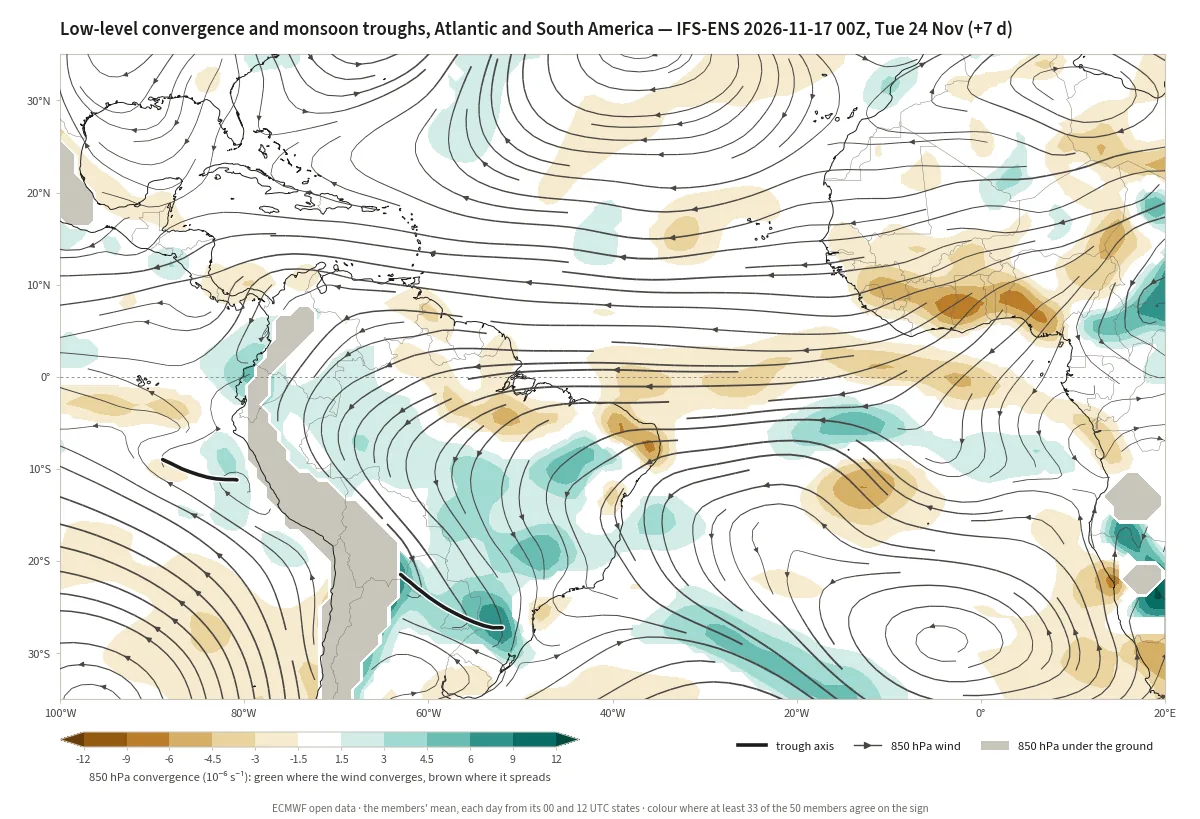 Low-level convergence and monsoon troughs, Atlantic and South America — IFS-ENS 2026-11-17 00Z, Tue 24 Nov (+7 d)
30°N
20°N
10°N
0°
10°S
20°S
30°S
100°W 80°W 60°W 40°W 20°W 0° 20°E
-12 -9 -6 -4.5 -3 -1.5 1.5 3 4.5 6 9 12
850 hPa convergence (10⁻⁶ s⁻¹): green where the wind converges, brown where it spreads
trough axis 850 hPa wind 850 hPa under the ground
ECMWF open data · the members' mean, each day from its 00 and 12 UTC states · colour where at least 33 of the 50 members agree on the sign